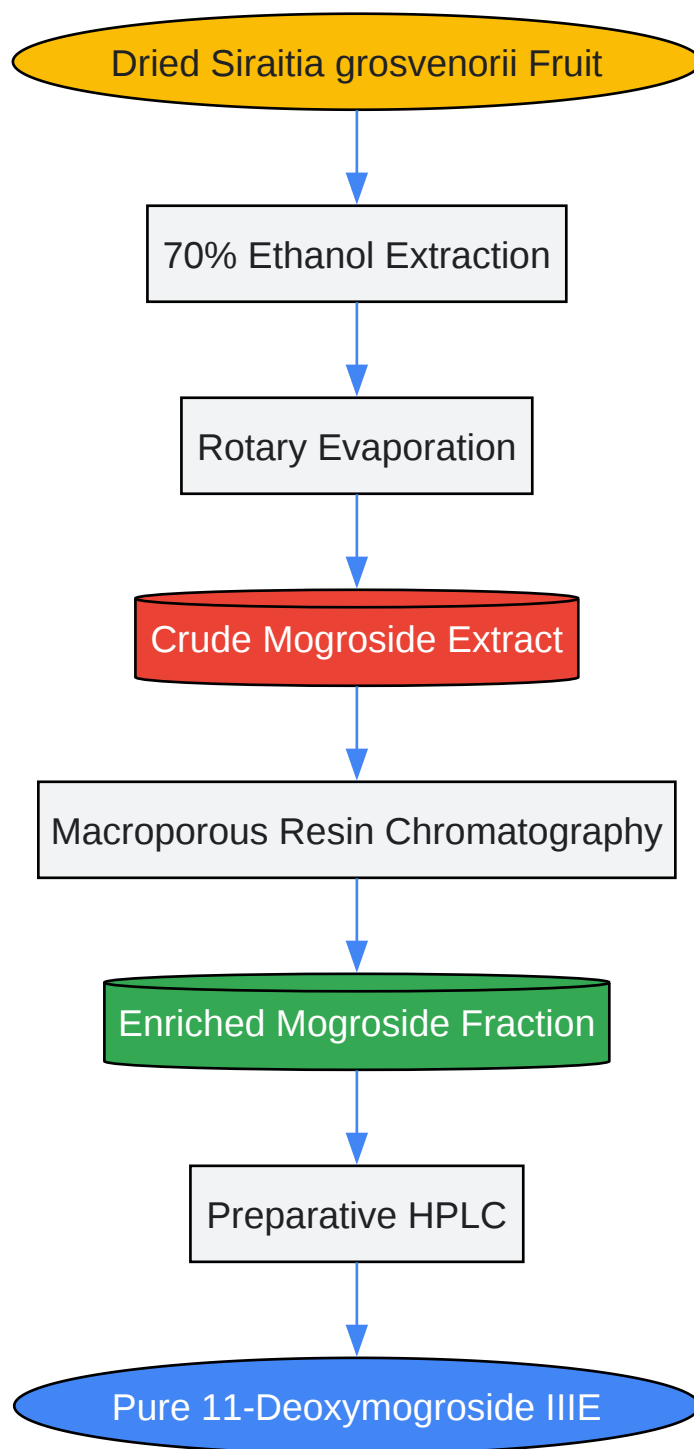 Dried Siraitia grosvenorii Fruit
70% Ethanol Extraction
Rotary Evaporation
Crude Mogroside Extract
Macroporous Resin Chromatography
Enriched Mogroside Fraction
Preparative HPLC
Pure 11-Deoxymogroside IIIE